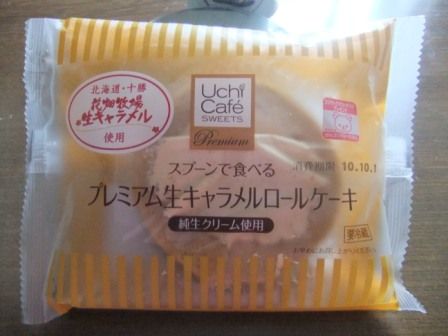 北海道・十勝
花畑牧場
生キャラメル
使用
Uchi
Café
SWEETS
Premium
スプーンで食べる
消費期限 10.10.1
プレミアム生キャラメルロールケーキ
純生クリーム使用
要冷蔵